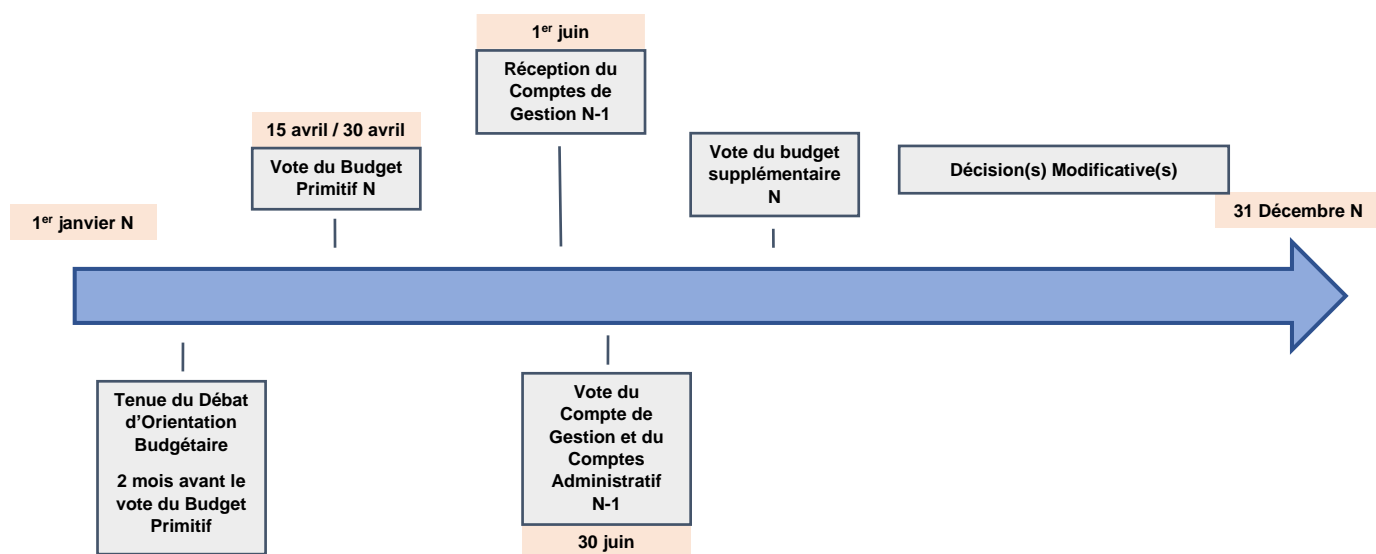 1er juin
Réception du
Comptes de
Gestion N-1
15 avril / 30 avril
Vote du Budget
Primitif N
Vote du budget
supplémentaire
N
Décision(s) Modificative(s)
1er janvier N
31 Décembre N
Tenue du Débat
d’Orientation
Budgétaire
2 mois avant le
vote du Budget
Primitif
Vote du
Compte de
Gestion et du
Comptes
Administratif
N-1
30 juin